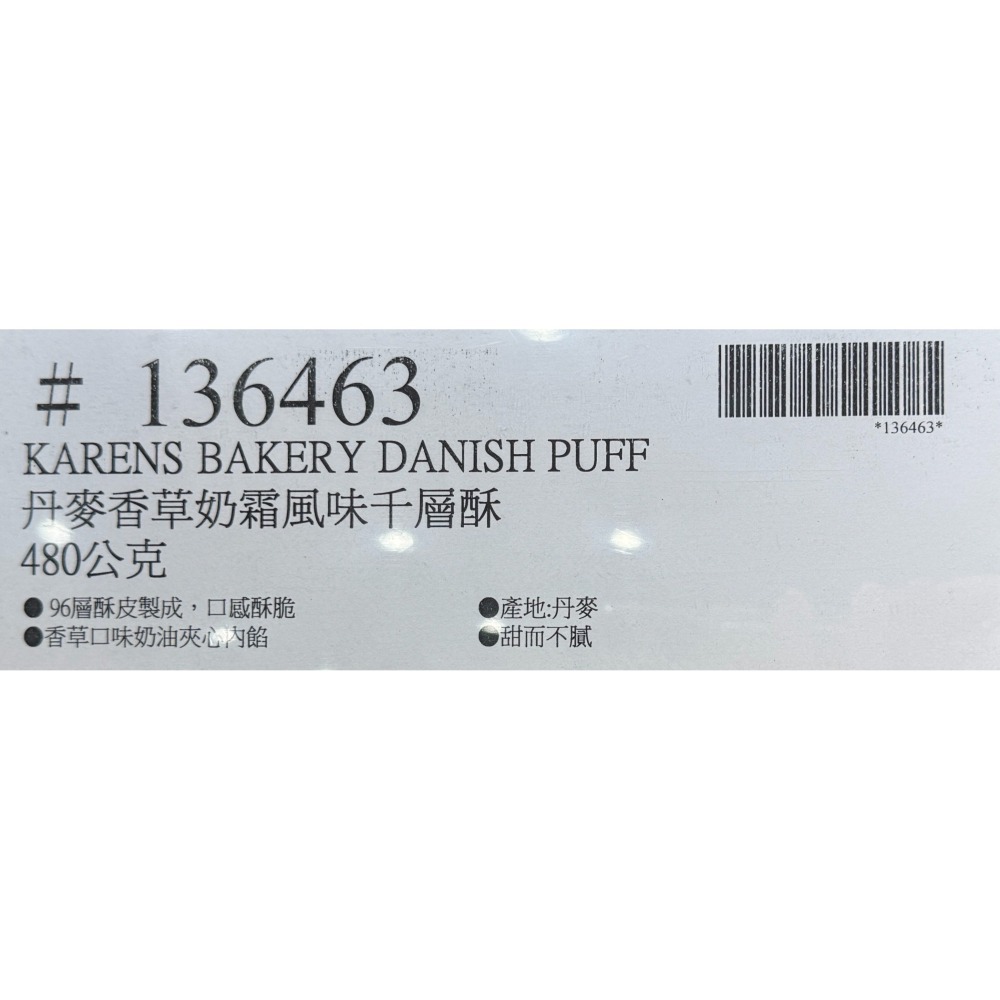 # 136463
*136463*
KARENS BAKERY DANISH PUFF
丹麥香草奶霜風味千層酥
480公克
●96層酥皮製成，口感酥脆
●產地:丹麥
●香草口味奶油夾心內餡
●甜而不膩